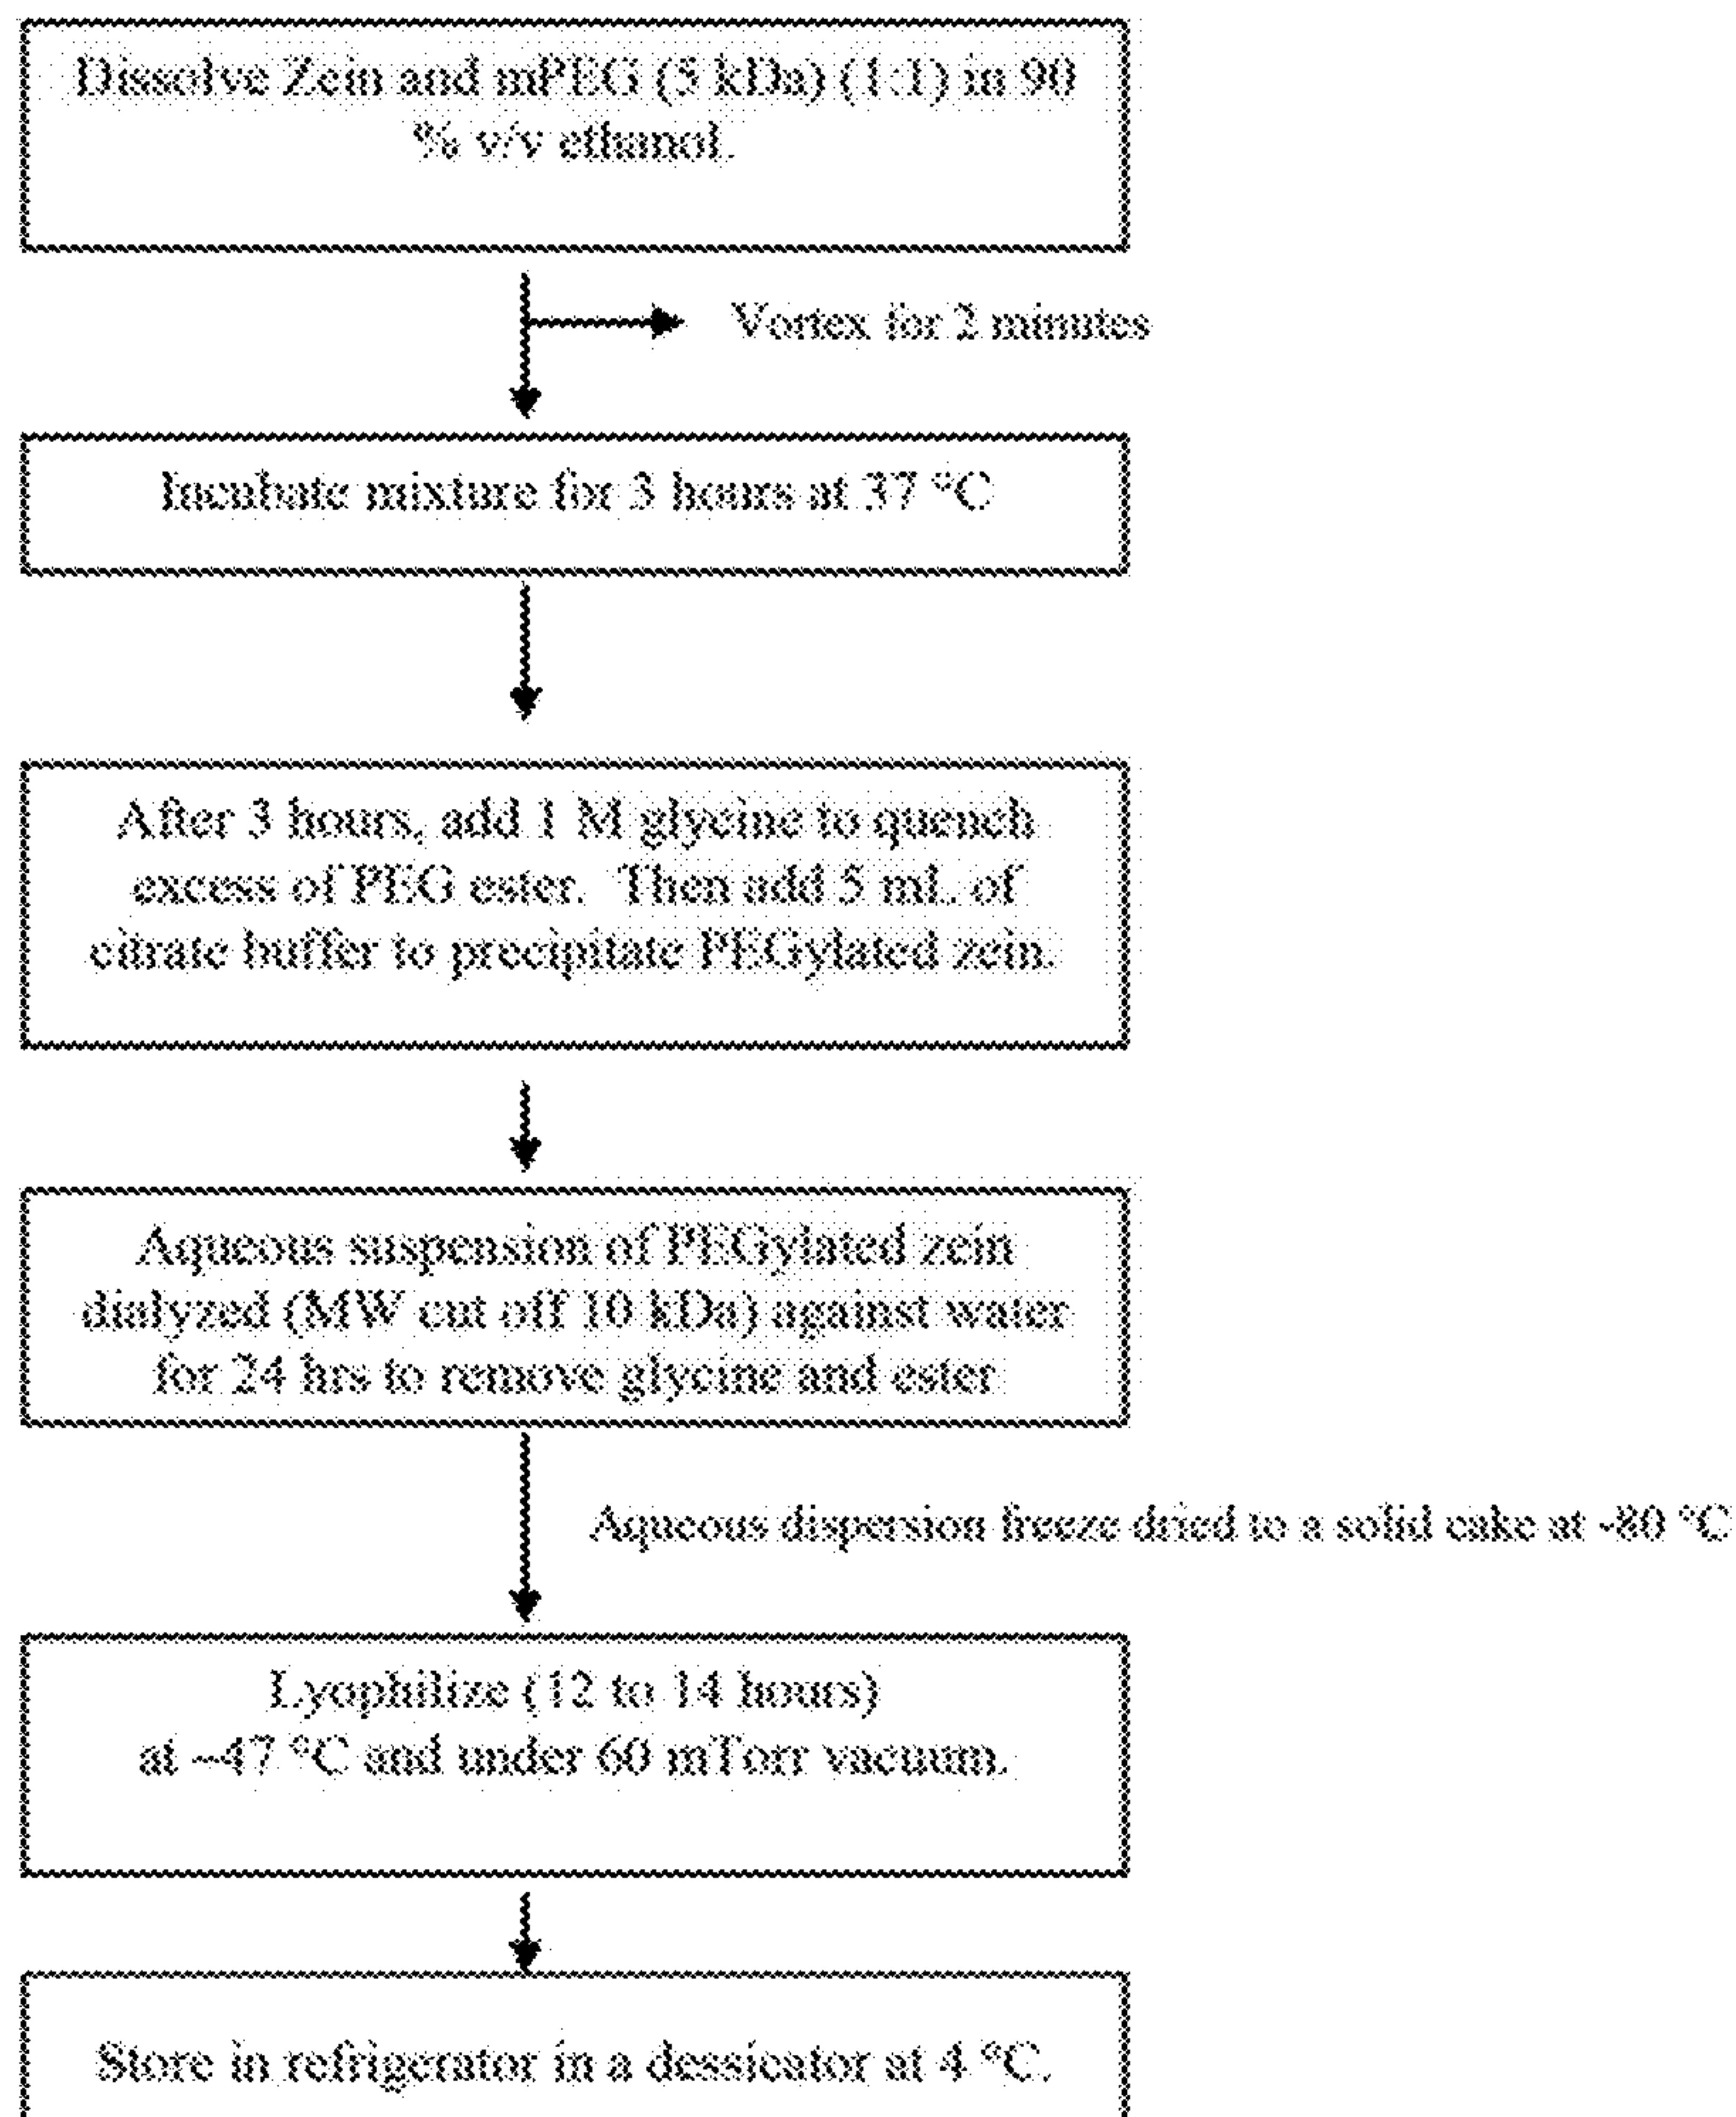 Dissolve Zein and mPEG (5 kDa) (1:1) in 90
% v/v ethanol.
Vortex for 2 minutes
Incubate mixture for 3 hours at 37 °C
After 3 hours, add 1 M glycine to quench
excess of PEG ester. Then add 5 mL of
citrate buffer to precipitate PEGylated zein.
Aqueous suspension of PEGylated zein
dialyzed (MW cut off 10 kDa) against water
for 24 hrs to remove glycine and ester
Aqueous dispersion freeze dried to a solid cake at -80 °C
Lyophilize (12 to 14 hours)
at –47 °C and under 60 mTorr vacuum.
Store in refrigerator in a dessicator at 4 °C.